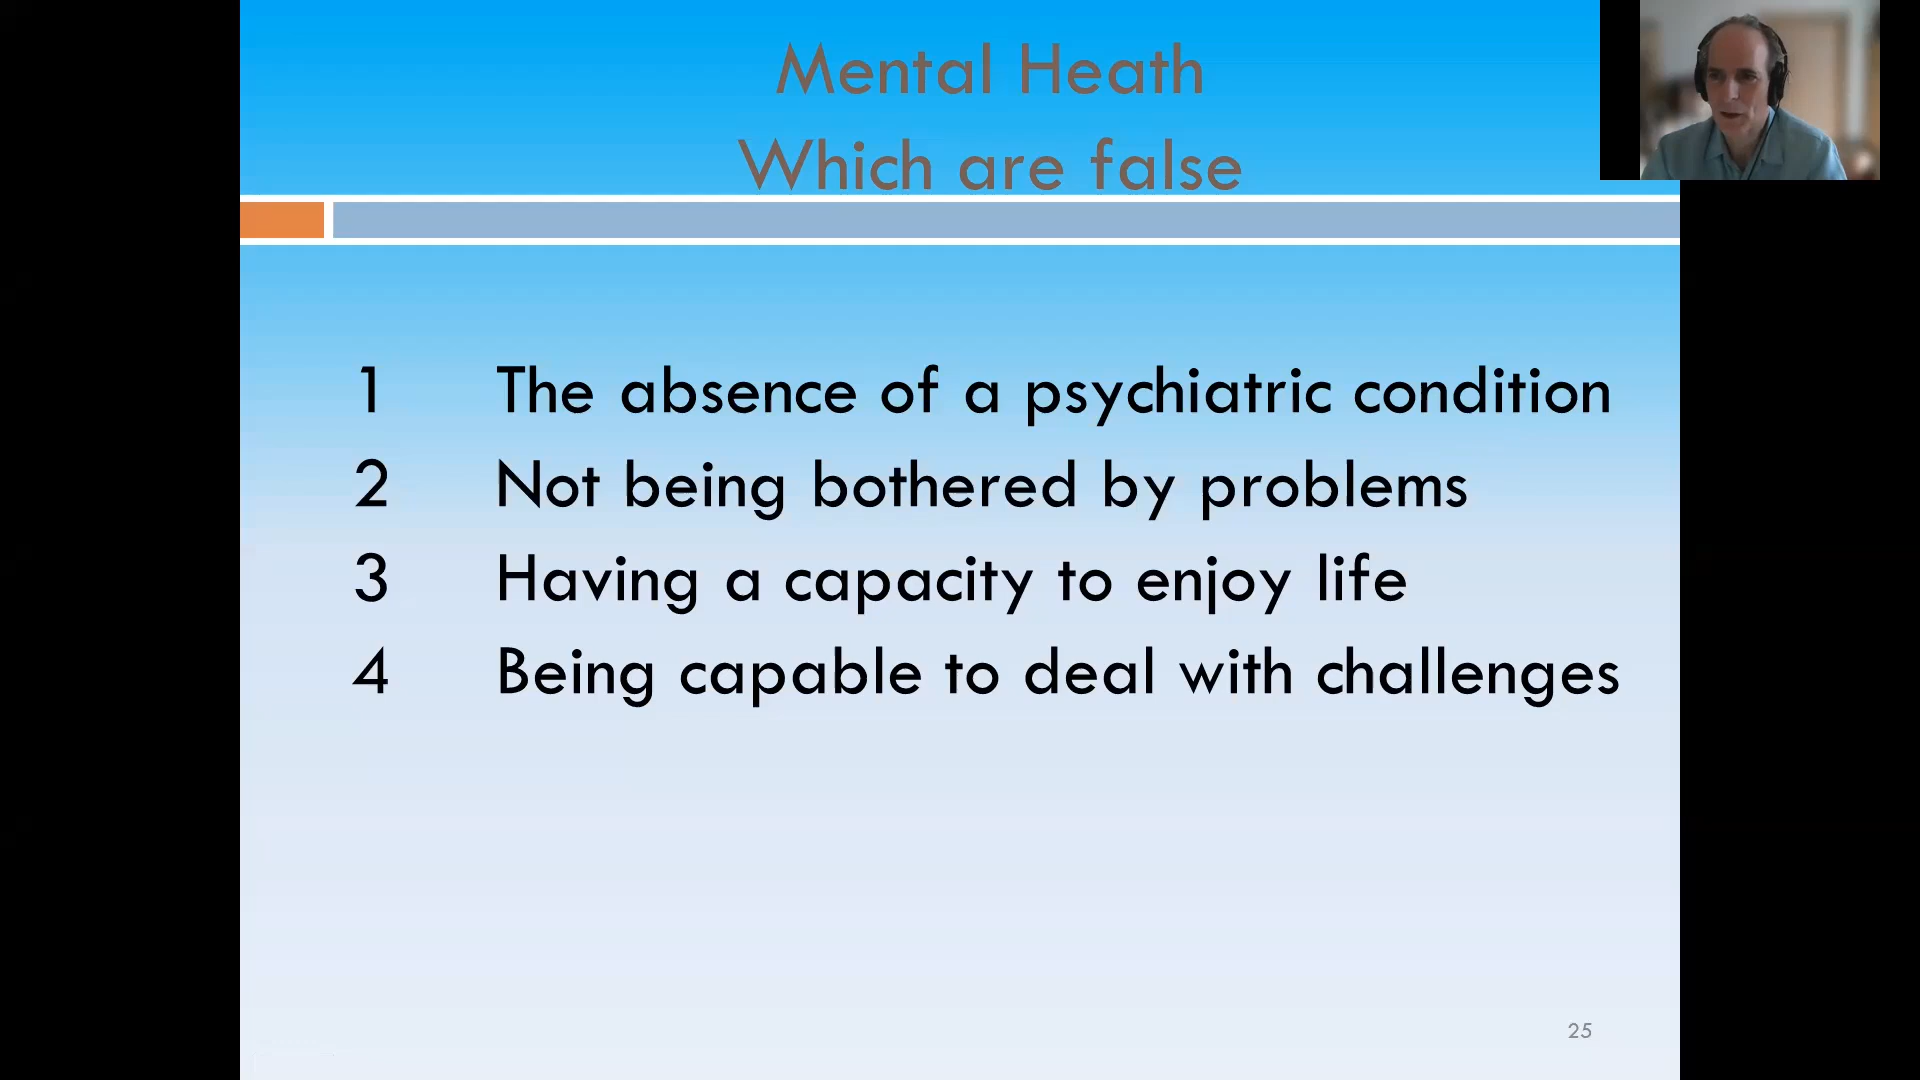 Mental Heath
Which are false
1 The absence of a psychiatric condition
2 Not being bothered by problems
3 Having a capacity to enjoy life
4 Being capable to deal with challenges
25